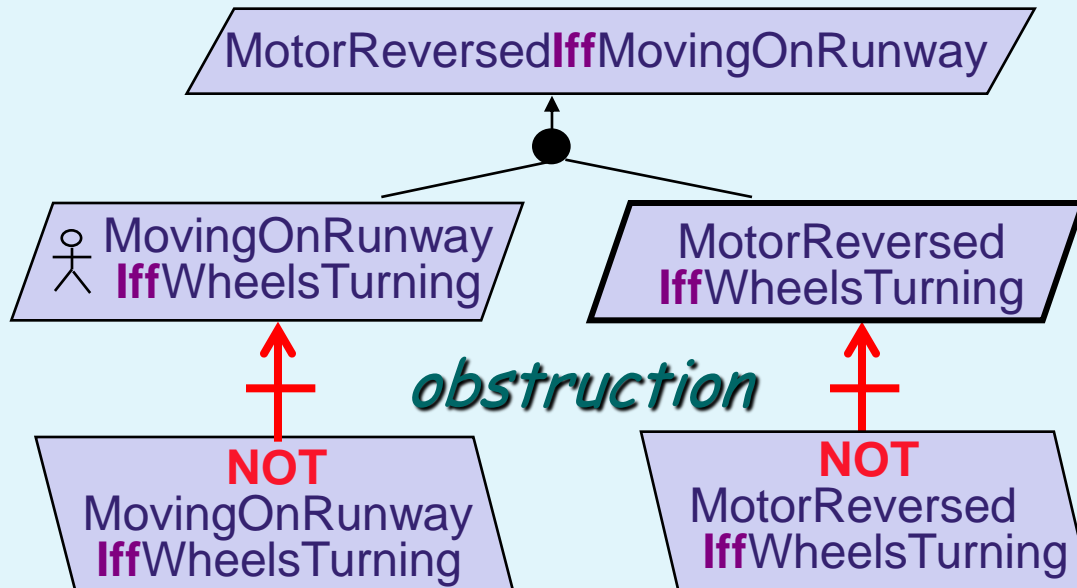 MotorReversedIffMovingOnRunway
MovingOnRunway
IffWheelsTurning
MotorReversed
IffWheelsTurning
obstruction
NOT
MovingOnRunway
IffWheelsTurning
NOT
MotorReversed
IffWheelsTurning